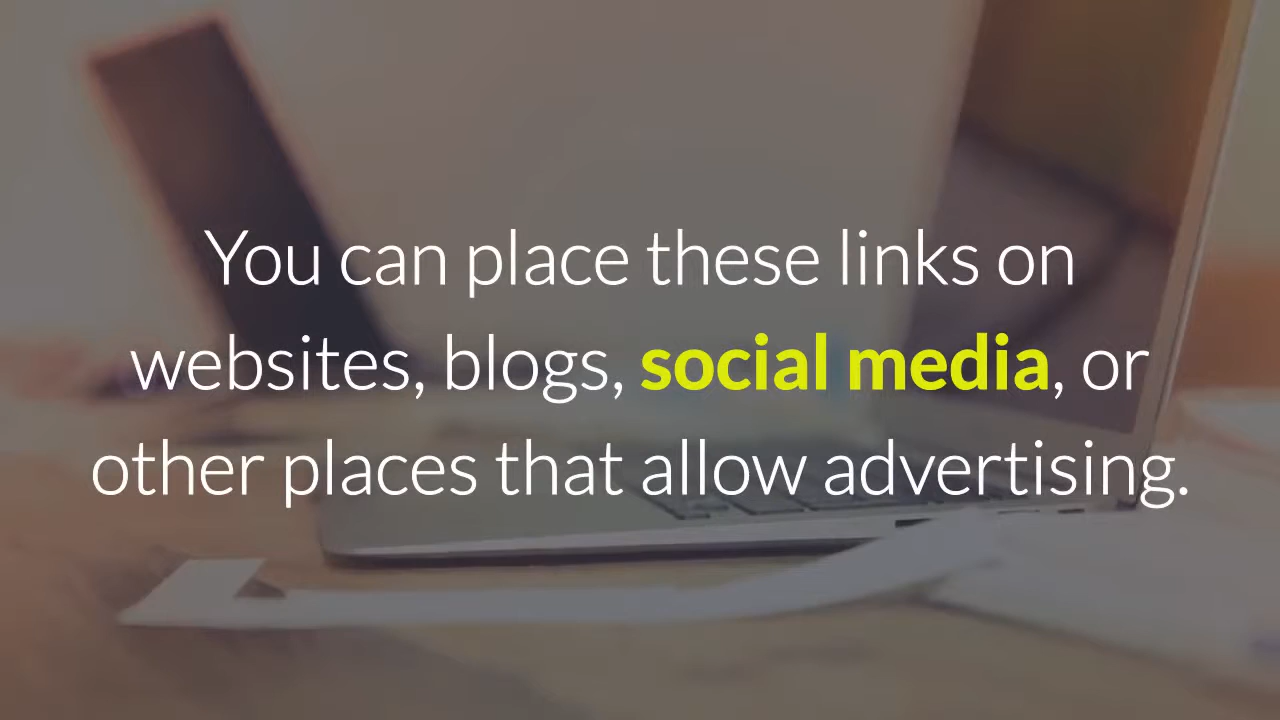 You can place these links on
websites, blogs, social media, or
other places that allow advertising.